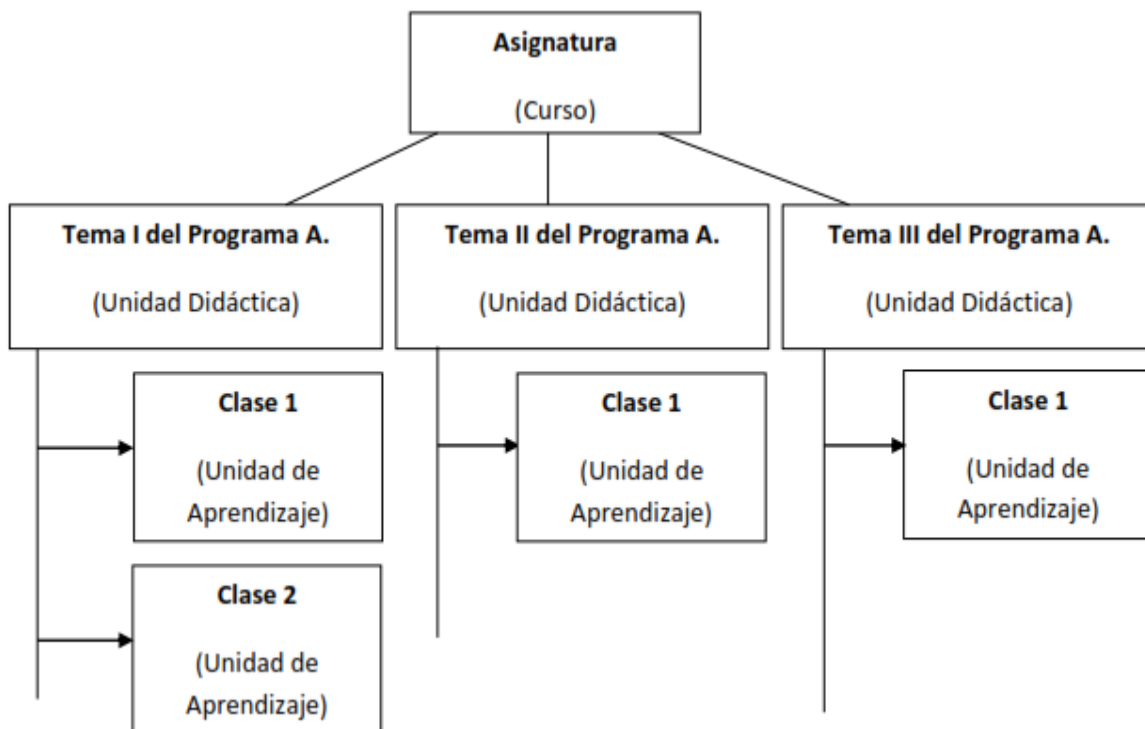 Asignatura
(Curso)
Tema I del Programa A.
(Unidad Didáctica)
Tema II del Programa A.
(Unidad Didáctica)
Tema III del Programa A.
(Unidad Didáctica)
Clase 1
(Unidad de
Aprendizaje)
Clase 2
(Unidad de
Aprendizaje)
Clase 1
(Unidad de
Aprendizaje)
Clase 1
(Unidad de
Aprendizaje)